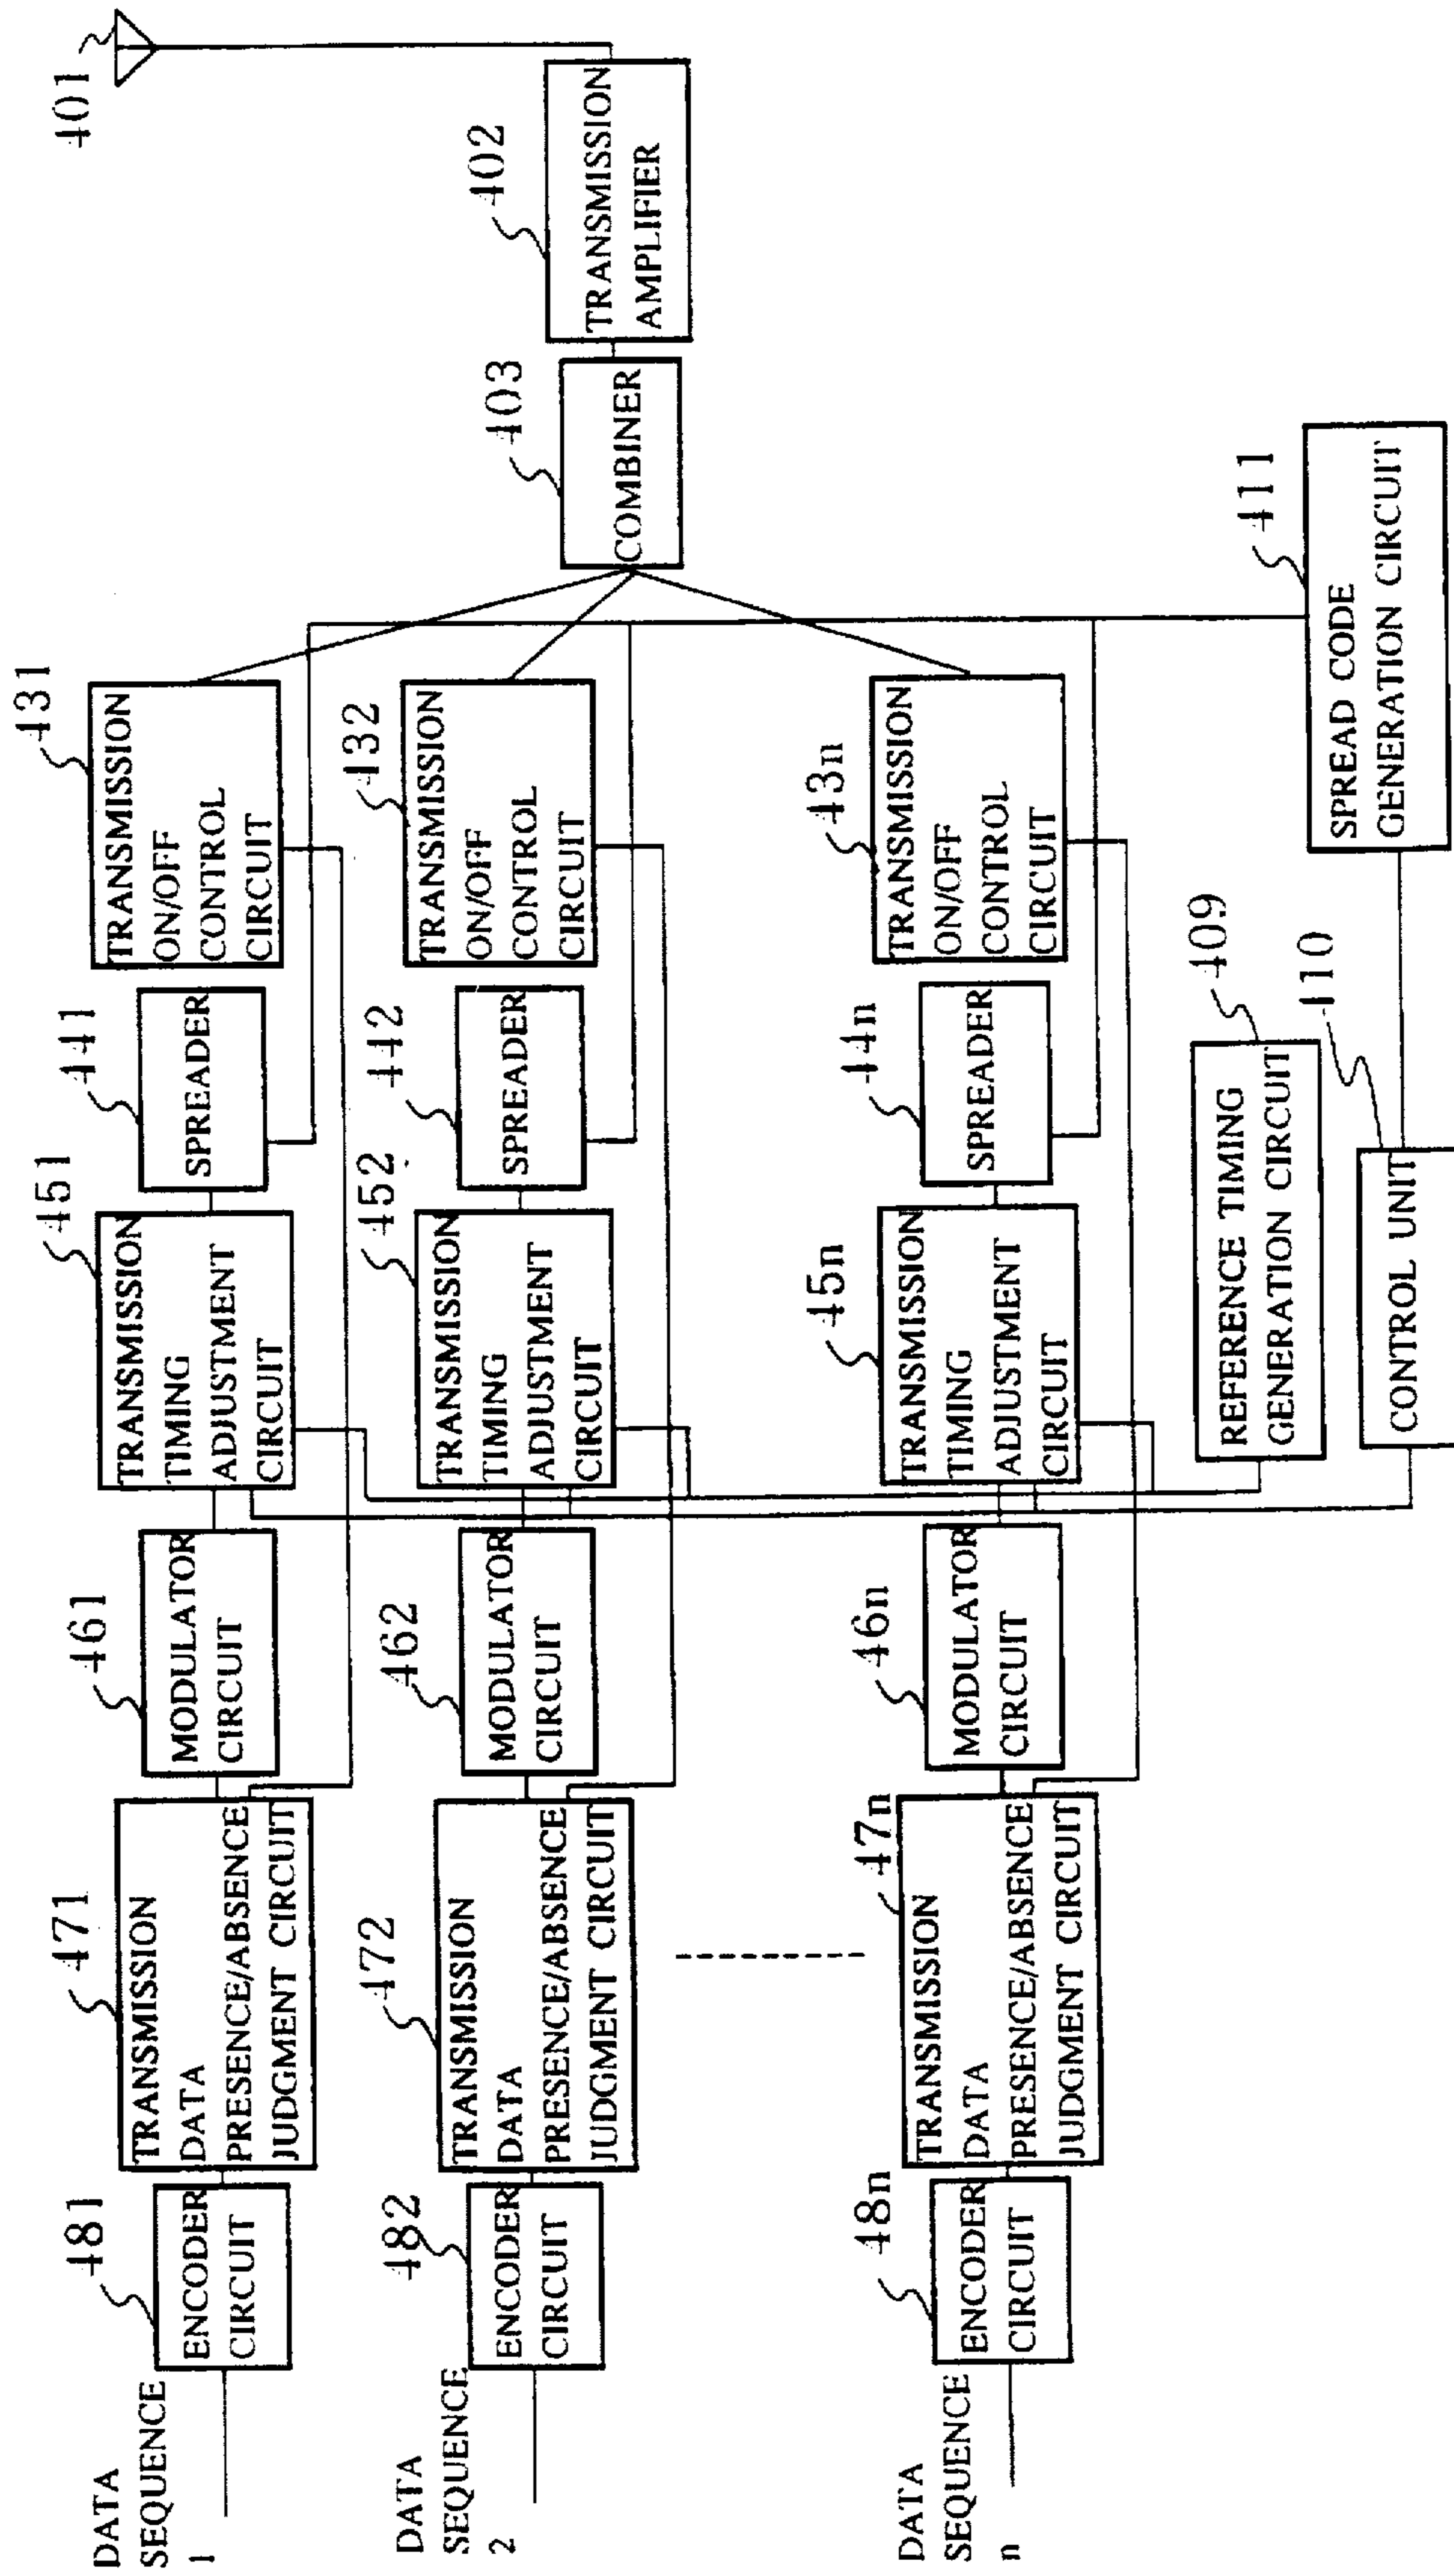 DATA
SEQUENCE
1
481
ENCODER
CIRCUIT
471
TRANSMISSION
DATA
PRESENCE/ABSENCE
JUDGMENT CIRCUIT
461
MODULATOR
CIRCUIT
451
TRANSMISSION
TIMING
ADJUSTMENT
CIRCUIT
441
SPREADER
431
TRANSMISSION
ON/OFF
CONTROL
CIRCUIT
401
DATA
SEQUENCE
2
482
ENCODER
CIRCUIT
472
TRANSMISSION
DATA
PRESENCE/ABSENCE
JUDGMENT CIRCUIT
462
MODULATOR
CIRCUIT
452
TRANSMISSION
TIMING
ADJUSTMENT
CIRCUIT
442
SPREADER
432
TRANSMISSION
ON/OFF
CONTROL
CIRCUIT
403
COMBINER
402
TRANSMISSION
AMPLIFIER
DATA
SEQUENCE
n
48n
ENCODER
CIRCUIT
47n
TRANSMISSION
DATA
PRESENCE/ABSENCE
JUDGMENT CIRCUIT
46n
MODULATOR
CIRCUIT
45n
TRANSMISSION
TIMING
ADJUSTMENT
CIRCUIT
44n
SPREADER
43n
TRANSMISSION
ON/OFF
CONTROL
CIRCUIT
409
REFERENCE TIMING
GENERATION CIRCUIT
410
CONTROL UNIT
411
SPREAD CODE
GENERATION CIRCUIT